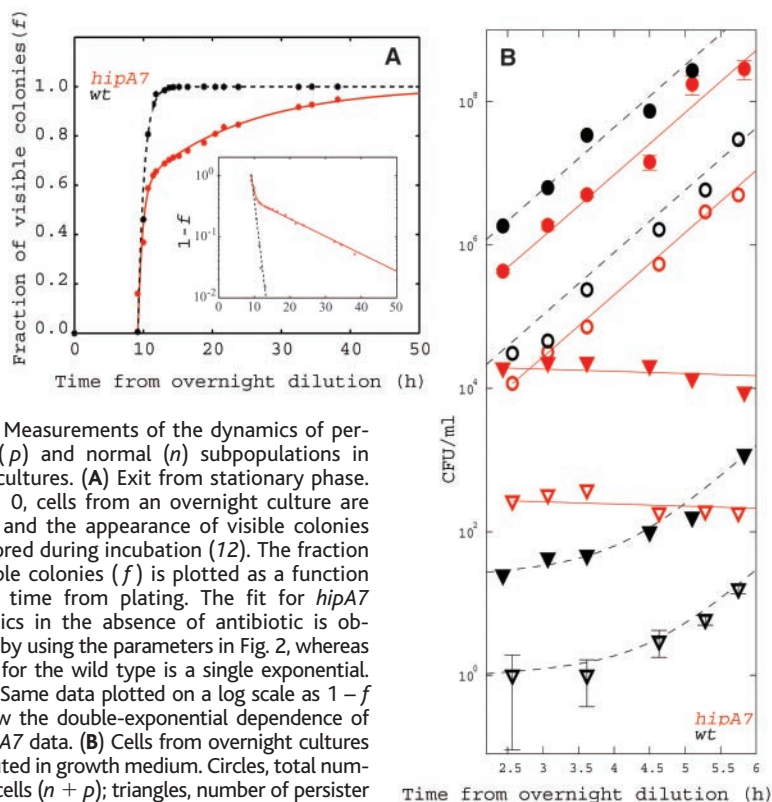 A
hipA7
wt
Fraction of visible colonies(f)
1.0
0.8
0.6
0.4
0.2
0.0
0 10 20 30 40 50
Time from overnight dilution (h)
1-f
10^0
10^-1
10^-2
0 10 20 30 40 50
Measurements of the dynamics of per-
(p) and normal (n) subpopulations in
cultures. (A) Exit from stationary phase.
0, cells from an overnight culture are
and the appearance of visible colonies
ored during incubation (12). The fraction
ble colonies (f) is plotted as a function
time from plating. The fit for hipA7
ics in the absence of antibiotic is ob-
by using the parameters in Fig. 2, whereas
for the wild type is a single exponential.
Same data plotted on a log scale as 1 – f
w the double-exponential dependence of
A7 data. (B) Cells from overnight cultures
uted in growth medium. Circles, total num-
cells (n + p); triangles, number of persister
B
CFU/ml
10^8
10^6
10^4
10^2
10^0
hipA7
wt
2.5 3 3.5 4 4.5 5 5.5 6
Time from overnight dilution (h)